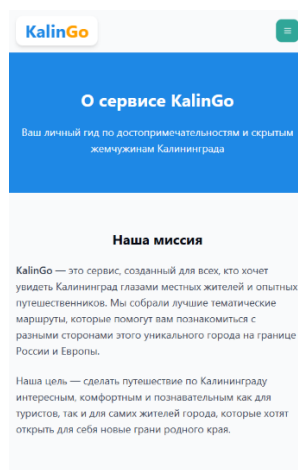 KalinGo
О сервисе KalinGo
Ваш личный гид по достопримечательностям и скрытым
жемчужинам Калининграда
Наша миссия
KalinGo — это сервис, созданный для всех, кто хочет
увидеть Калининград глазами местных жителей и опытных
путешественников. Мы собрали лучшие тематические
маршруты, которые помогут вам познакомиться с
разными сторонами этого уникального города на границе
России и Европы.
Наша цель — сделать путешествие по Калининграду
интересным, комфортным и познавательным как для
туристов, так и для самих жителей города, которые хотят
открыть для себя новые грани родного края.